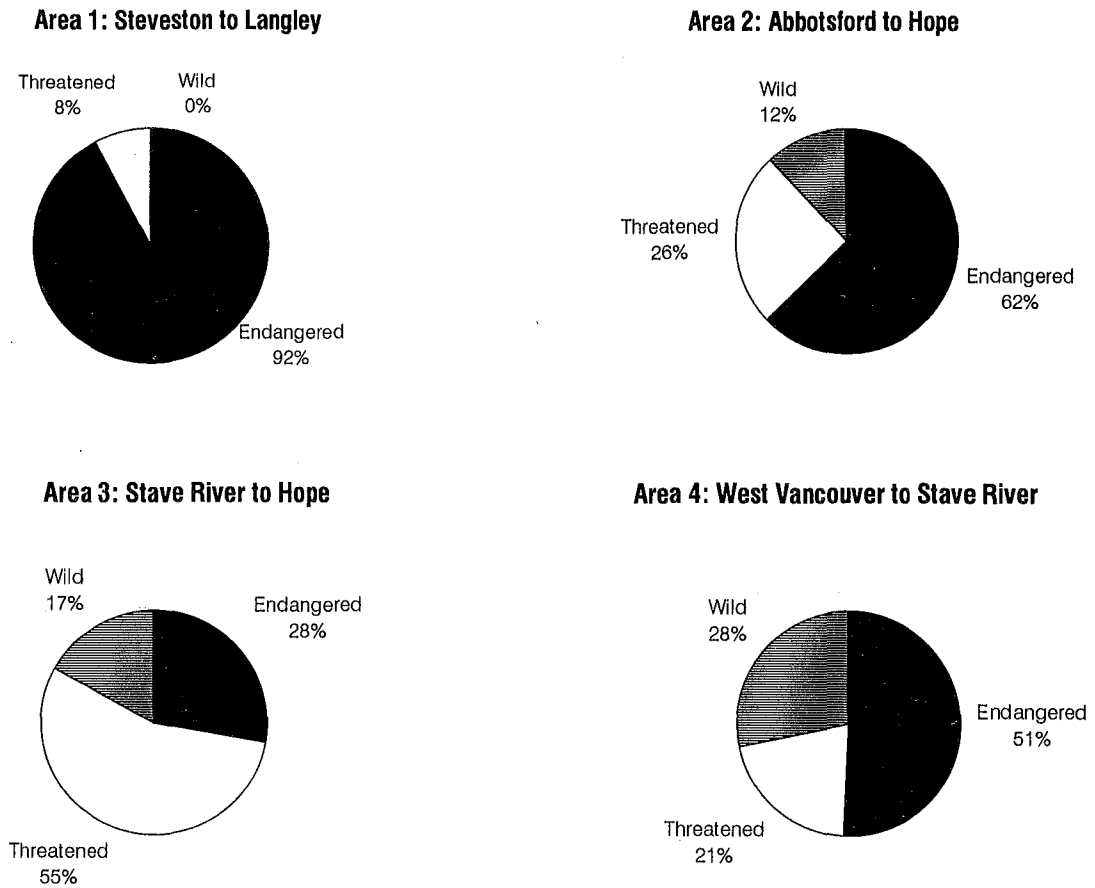 Area 1: Steveston to Langley
Threatened
8%
Wild
0%
Endangered
92%
Area 2: Abbotsford to Hope
Wild
12%
Threatened
26%
Endangered
62%
Area 3: Stave River to Hope
Wild
17%
Endangered
28%
Threatened
55%
Area 4: West Vancouver to Stave River
Wild
28%
Endangered
51%
Threatened
21%